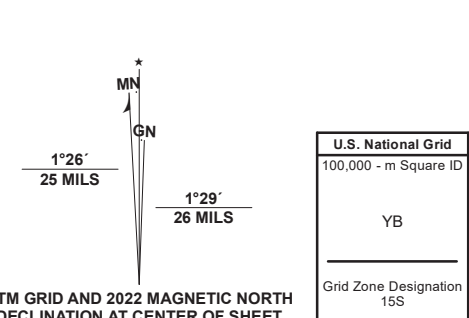 ★
MN
GN
1°26´
25 MILS
1°29´
26 MILS
TM GRID AND 2022 MAGNETIC NORTH
DECLINATION AT CENTER OF SHEET
U.S. National Grid
100,000 - m Square ID
YB
Grid Zone Designation
15S